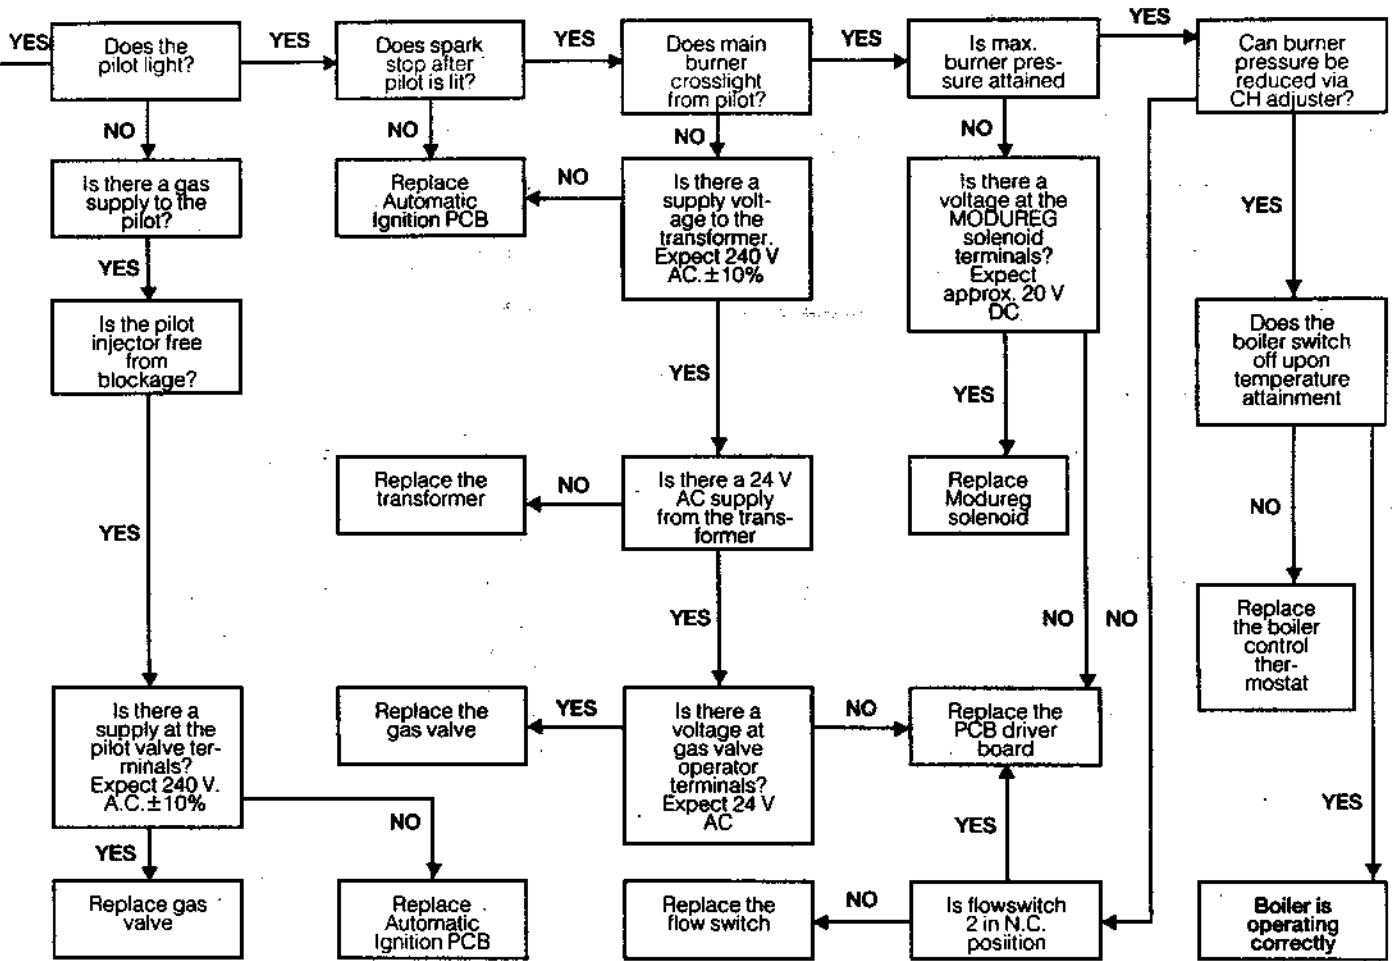 YES
Does the
pilot light?
YES
Does spark
stop after
pilot is lit?
YES
Does main
burner
crosslight
from pilot?
YES
Is max.
burner pres-
sure attained
YES
Can burner
pressure be
reduced via
CH adjuster?
NO
NO
NO
NO
YES
Is there a gas
supply to the
pilot?
Replace
Automatic
Ignition PCB
NO
Is there a
supply volt-
age to the
transformer.
Expect 240 V
AC.±10%
Is there a
voltage at the
MODUREG
solenoid
terminals?
Expect
approx. 20 V
DC
YES
Is the pilot
injector free
from
blockage?
YES
YES
Does the
boiler switch
off upon
temperature
attainment
YES
Replace the
transformer
NO
Is there a 24 V
AC supply
from the trans-
former
Replace
Modureg
solenoid
NO
YES
NO
NO
Replace
the boiler
control
ther-
mostat
Is there a
supply at the
pilot valve ter-
minals?
Expect 240 V.
A.C.±10%
Replace the
gas valve
YES
Is there a
voltage at
gas valve
operator
terminals?
Expect 24 V
AC
NO
Replace the
PCB driver
board
YES
NO
YES
YES
Replace gas
valve
Replace
Automatic
Ignition PCB
Replace the
flow switch
NO
Is flowswitch
2 in N.C.
posiition
Boiler is
operating
correctly